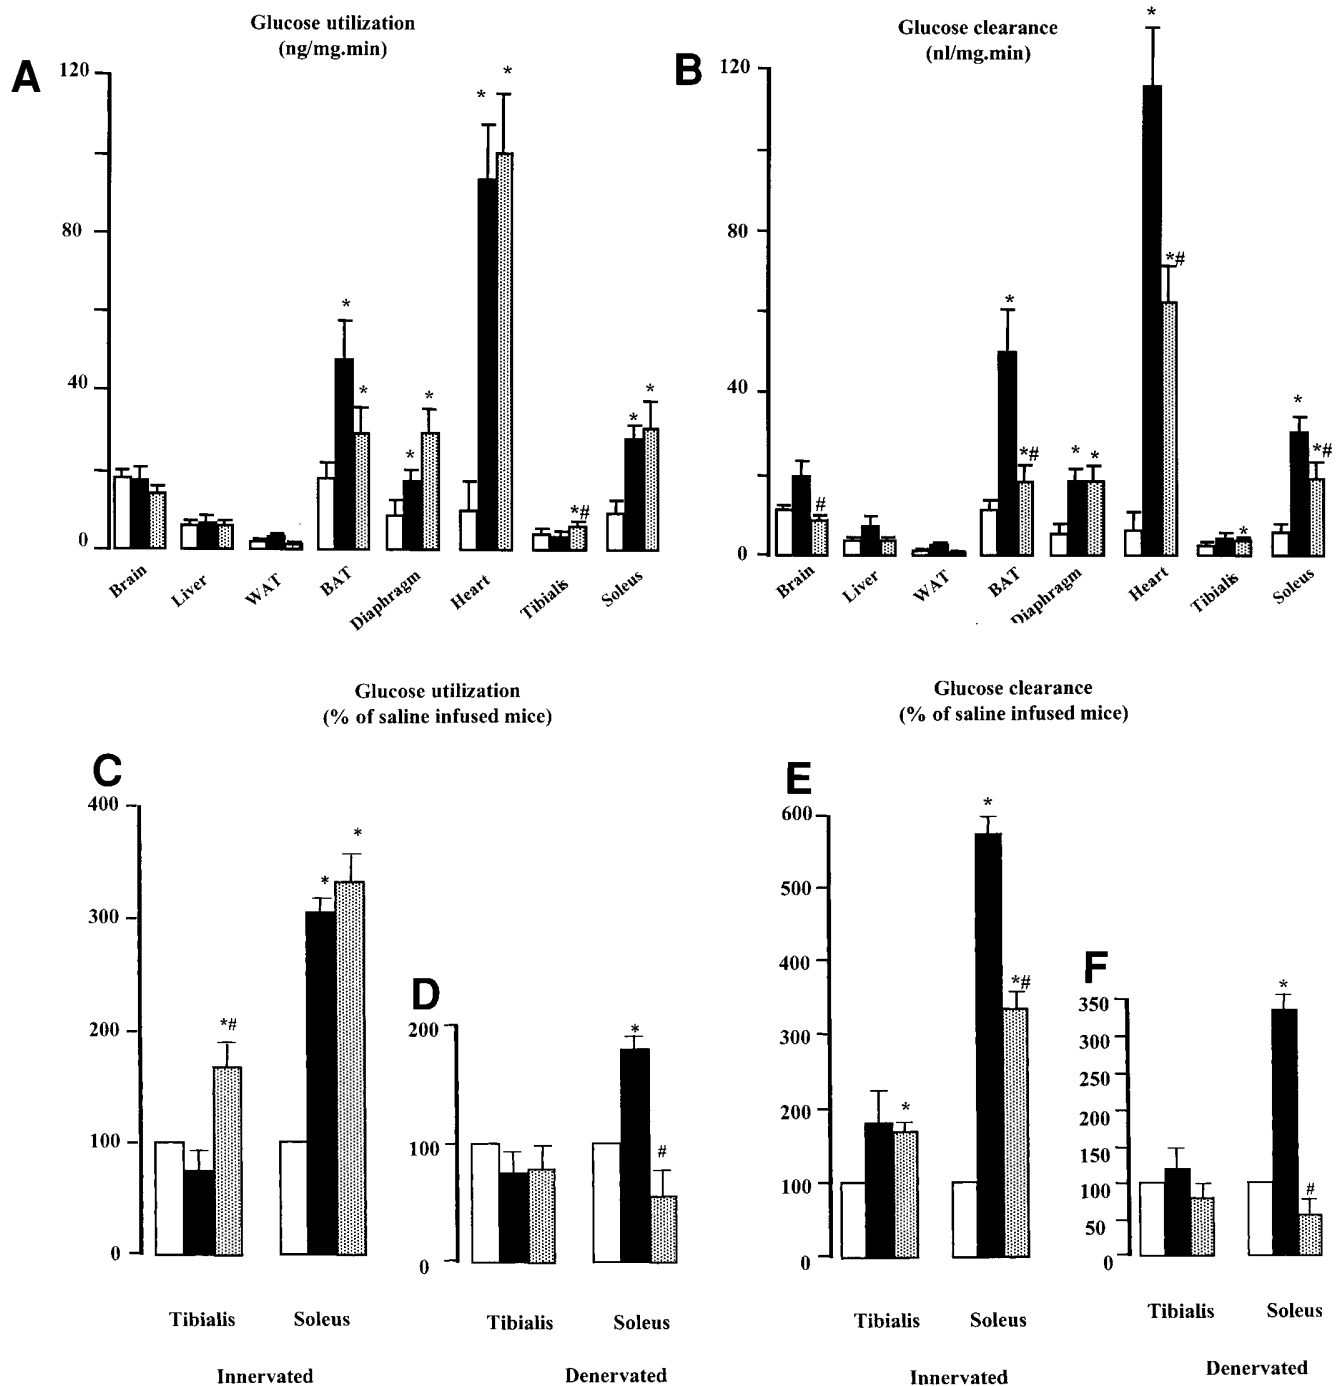 Glucose utilization
(ng/mg.min)
A
120
80
40
0
*
*
*
*
*
*
*
*#
*
*
Brain
Liver
WAT
BAT
Diaphragm
Heart
Tibialis
Soleus
Glucose clearance
(nl/mg.min)
B
120
80
40
0
#
*
*#
*
*
*
*#
*
*
*#
Brain
Liver
WAT
BAT
Diaphragm
Heart
Tibialis
Soleus
Glucose utilization
(% of saline infused mice)
C
400
300
200
100
0
*#
*
*
Tibialis
Soleus
Innervated
D
200
100
0
*
#
Tibialis
Soleus
Denervated
Glucose clearance
(% of saline infused mice)
E
600
500
400
300
200
100
0
*
*
*#
Tibialis
Soleus
Innervated
F
350
300
250
200
150
100
50
0
*
#
Tibialis
Soleus
Denervated